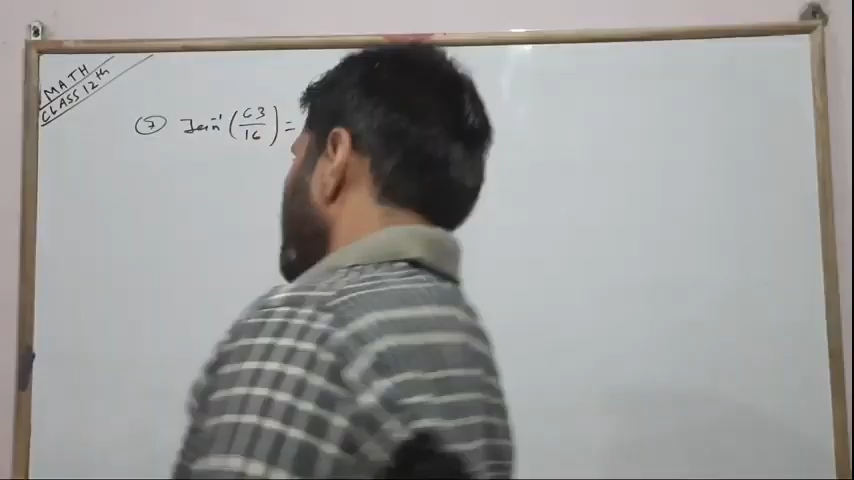 MATH
CLASS 12th
(7) tan⁻¹ (63/16) =